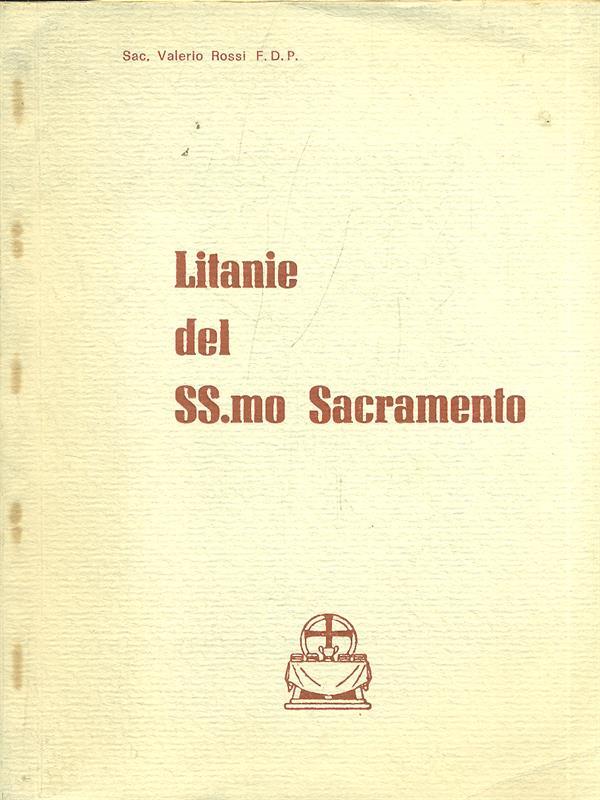 Sac. Valerio Rossi F.D.P.
Litanie
del
SS.mo Sacramento